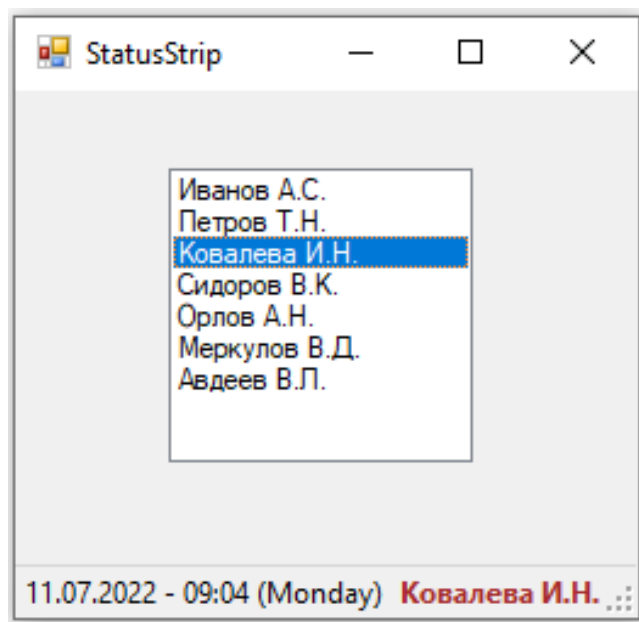 StatusStrip
Иванов А.С.
Петров Т.Н.
Ковалева И.Н.
Сидоров В.К.
Орлов А.Н.
Меркулов В.Д.
Авдеев В.П.
11.07.2022 - 09:04 (Monday) Ковалева И.Н.